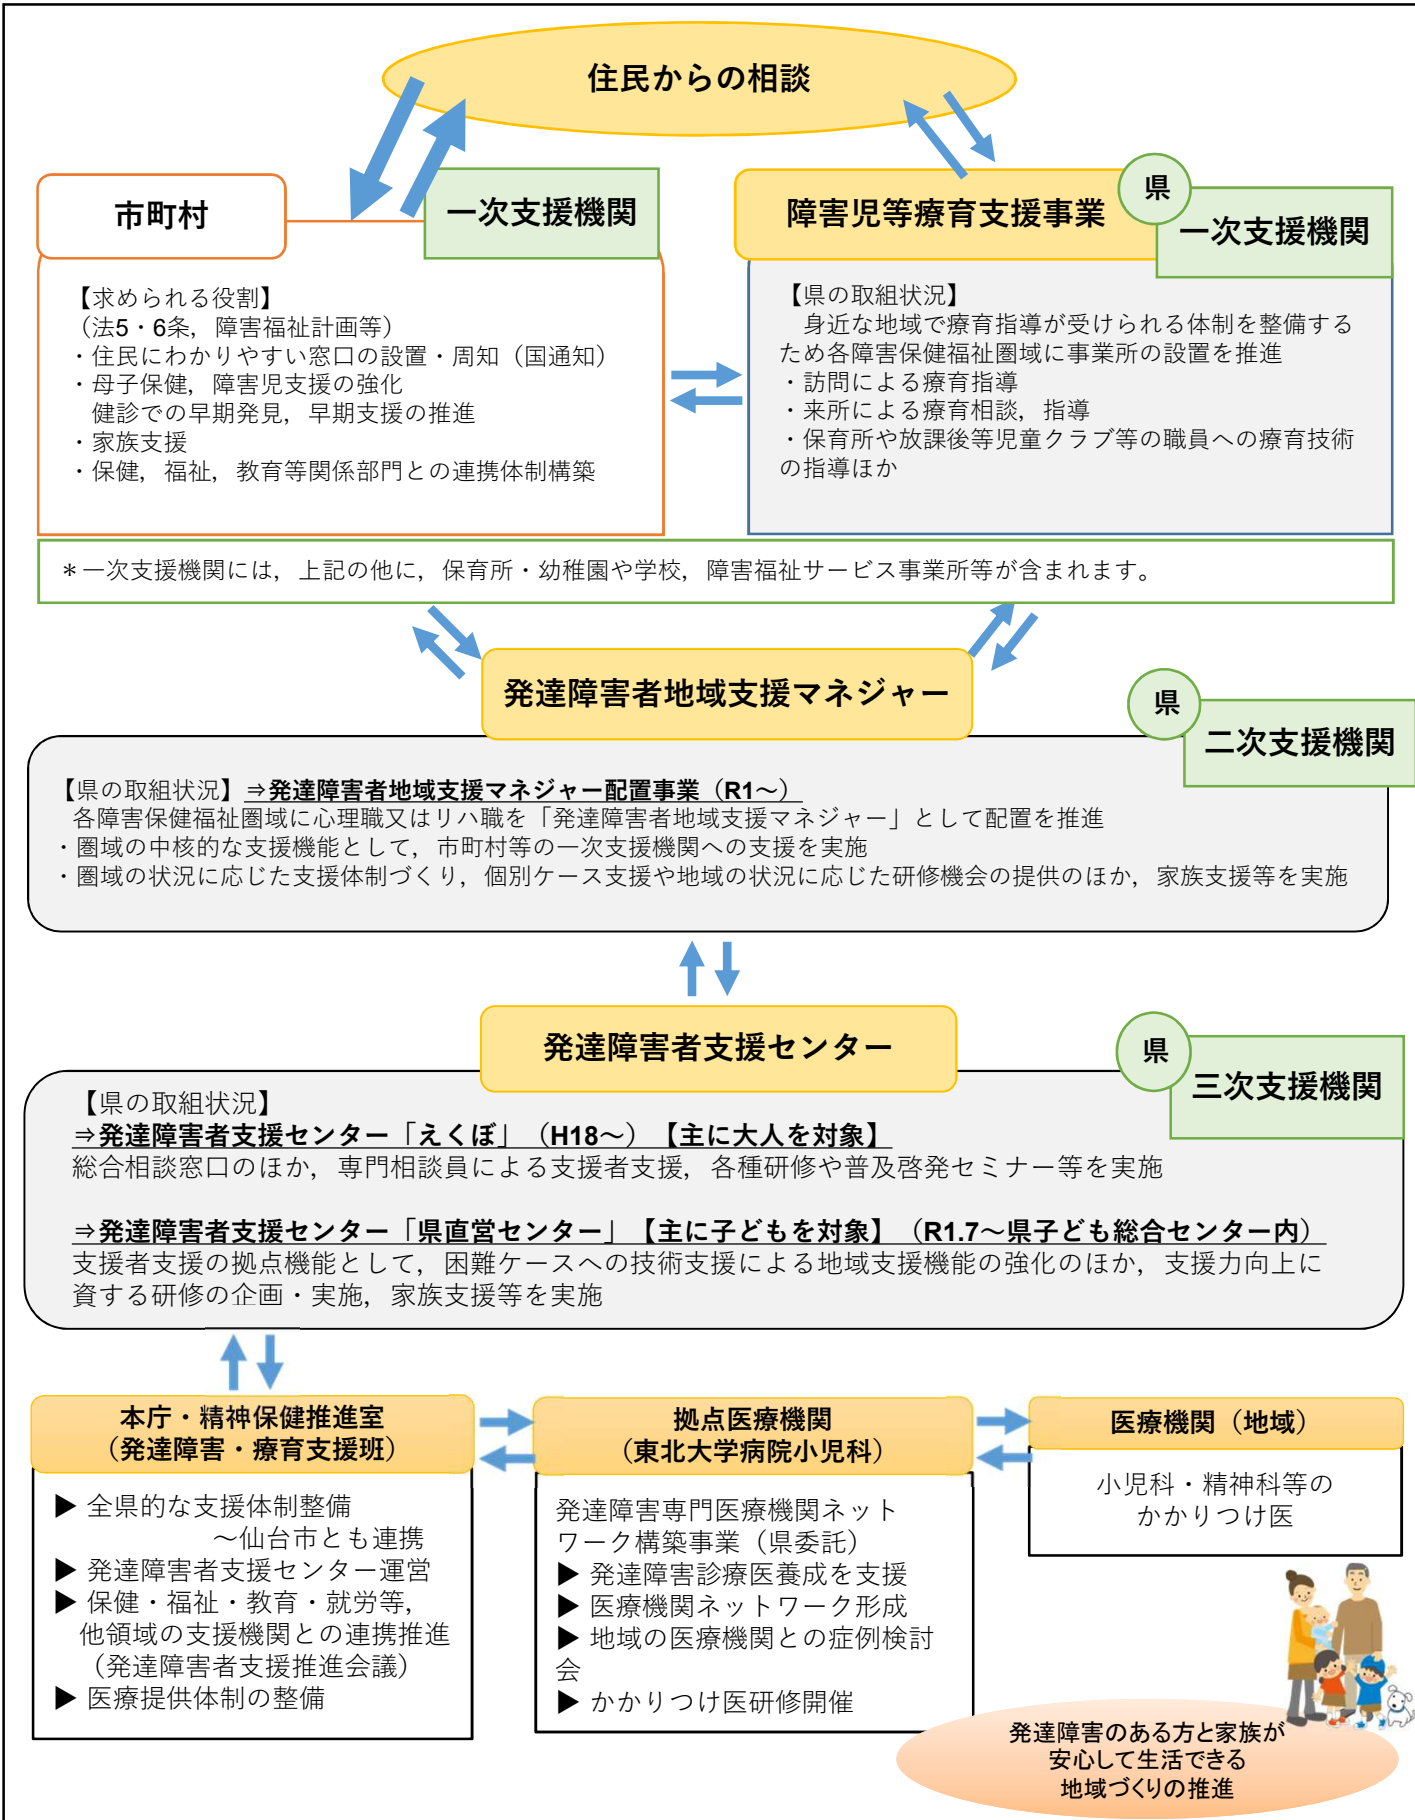 住民からの相談
市町村
一次支援機関
【求められる役割】
（法5・6条，障害福祉計画等）
・住民にわかりやすい窓口の設置・周知（国通知）
・母子保健，障害児支援の強化
健診での早期発見，早期支援の推進
・家族支援
・保健，福祉，教育等関係部門との連携体制構築
障害児等療育支援事業
県
一次支援機関
【県の取組状況】
身近な地域で療育指導が受けられる体制を整備する
ため各障害保健福祉圏域に事業所の設置を推進
・訪問による療育指導
・来所による療育相談，指導
・保育所や放課後等児童クラブ等の職員への療育技術
の指導ほか
＊一次支援機関には，上記の他に，保育所・幼稚園や学校，障害福祉サービス事業所等が含まれます。
発達障害者地域支援マネジャー
県
二次支援機関
【県の取組状況】⇒発達障害者地域支援マネジャー配置事業（R1～）
各障害保健福祉圏域に心理職又はリハ職を「発達障害者地域支援マネジャー」として配置を推進
・圏域の中核的な支援機能として，市町村等の一次支援機関への支援を実施
・圏域の状況に応じた支援体制づくり，個別ケース支援や地域の状況に応じた研修機会の提供のほか，家族支援等を実施
発達障害者支援センター
県
三次支援機関
【県の取組状況】
⇒発達障害者支援センター「えくぼ」（H18～）【主に大人を対象】
総合相談窓口のほか，専門相談員による支援者支援，各種研修や普及啓発セミナー等を実施
⇒発達障害者支援センター「県直営センター」【主に子どもを対象】（R1.7～県子ども総合センター内）
支援者支援の拠点機能として，困難ケースへの技術支援による地域支援機能の強化のほか，支援力向上に
資する研修の企画・実施，家族支援等を実施
本庁・精神保健推進室
（発達障害・療育支援班）
▶ 全県的な支援体制整備
～仙台市とも連携
▶ 発達障害者支援センター運営
▶ 保健・福祉・教育・就労等，
他領域の支援機関との連携推進
（発達障害者支援推進会議）
▶ 医療提供体制の整備
拠点医療機関
（東北大学病院小児科）
発達障害専門医療機関ネット
ワーク構築事業（県委託）
▶ 発達障害診療医養成を支援
▶ 医療機関ネットワーク形成
▶ 地域の医療機関との症例検討
会
▶ かかりつけ医研修開催
医療機関（地域）
小児科・精神科等の
かかりつけ医
発達障害のある方と家族が
安心して生活できる
地域づくりの推進